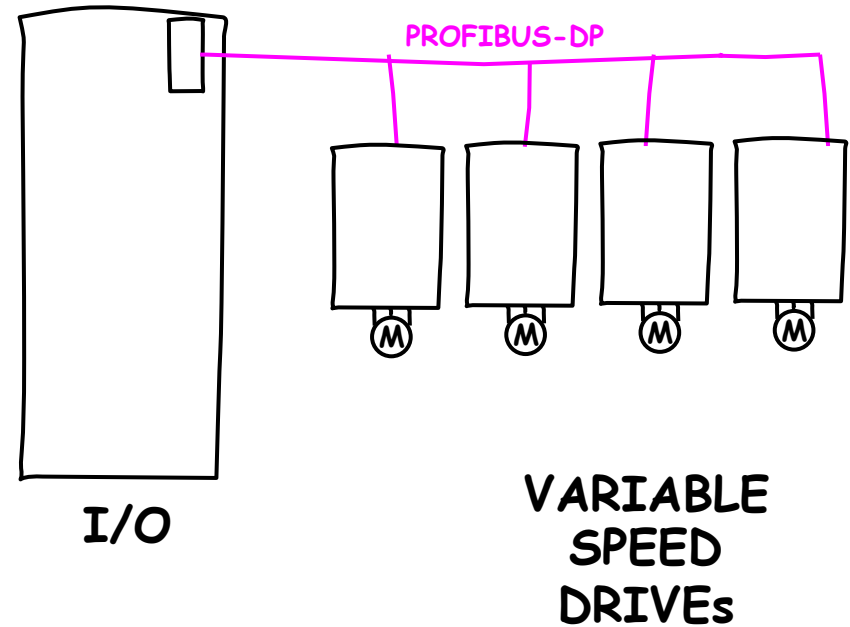 PROFIBUS-DP
M M M M
I/O
VARIABLE
SPEED
DRIVEs